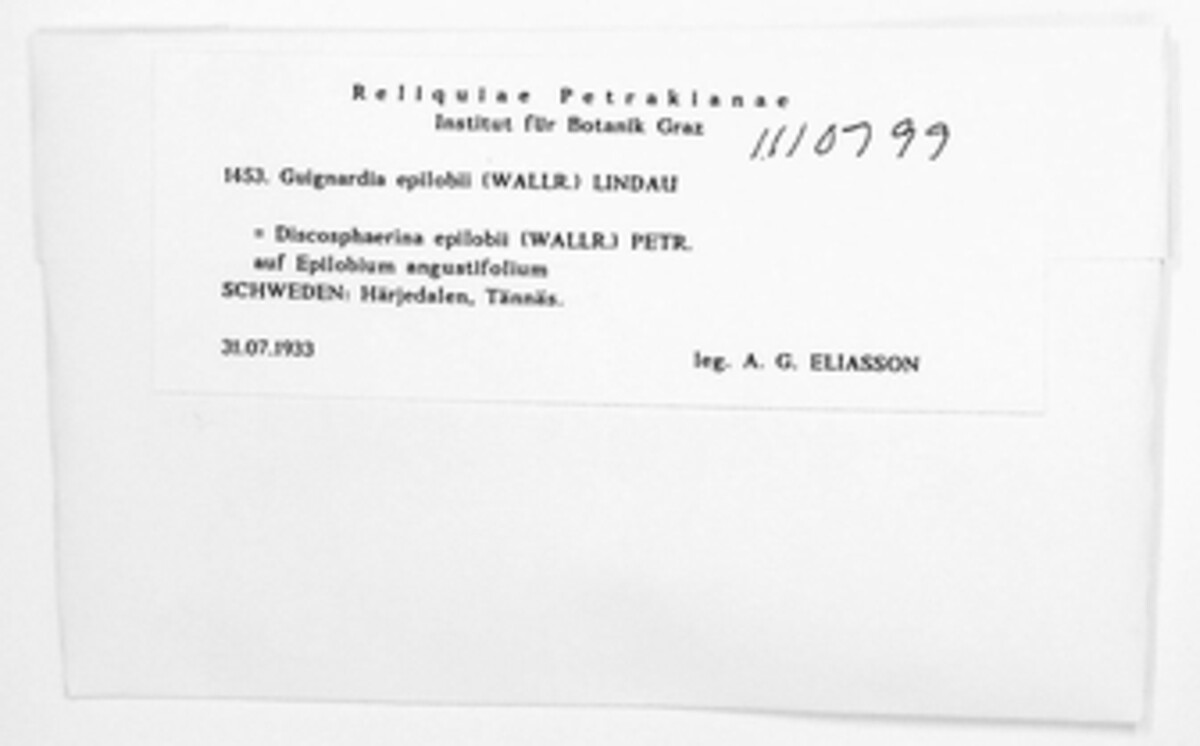 Reliquiae Petrakianae
Institut für Botanik Graz
1110799
1453. Guignardia epilobii (WALLR.) LINDAU
= Discosphaerina epilobii (WALLR.) PETR.
auf Epilobium angustifolium
SCHWEDEN: Härjedalen, Tännäs.
31.07.1933
leg. A. G. ELIASSON